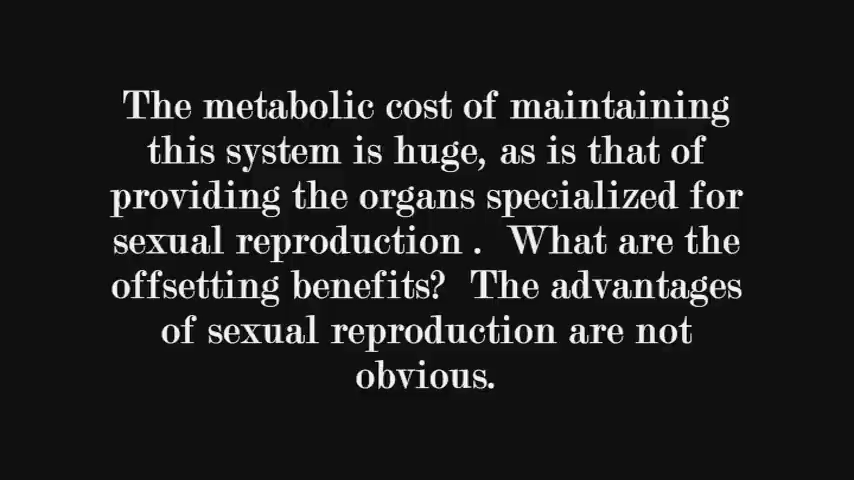 The metabolic cost of maintaining
this system is huge, as is that of
providing the organs specialized for
sexual reproduction .  What are the
offsetting benefits?  The advantages
of sexual reproduction are not
obvious.